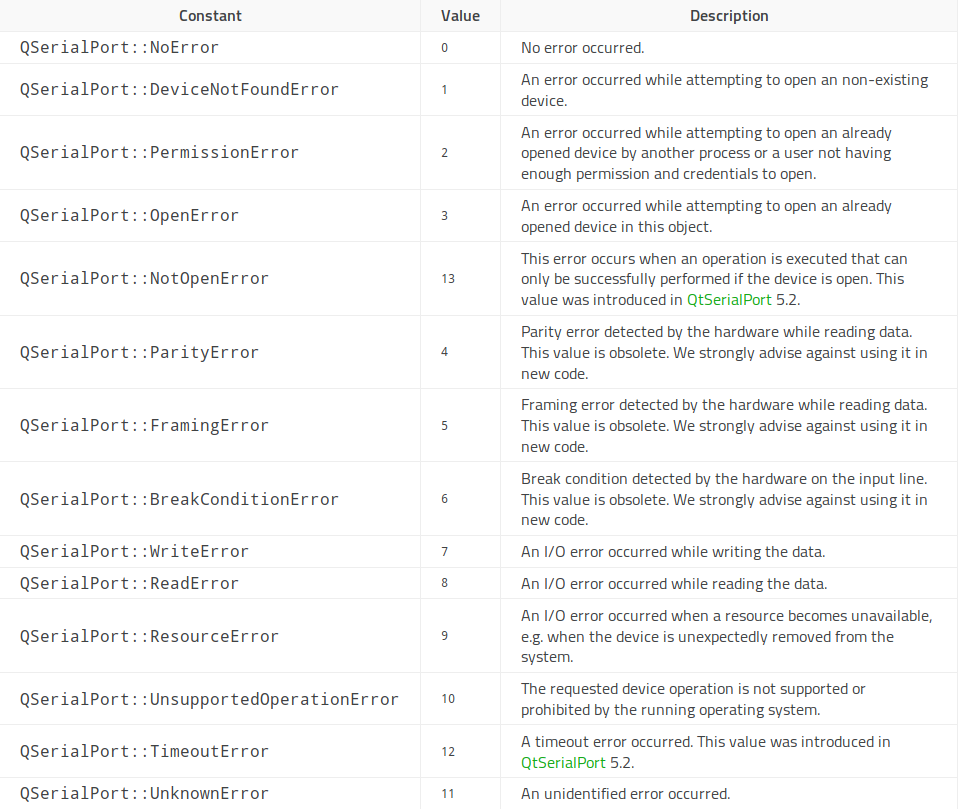 Constant Value Description
QSerialPort::NoError 0 No error occurred.
QSerialPort::DeviceNotFoundError 1 An error occurred while attempting to open an non-existing
device.
QSerialPort::PermissionError 2 An error occurred while attempting to open an already
opened device by another process or a user not having
enough permission and credentials to open.
QSerialPort::OpenError 3 An error occurred while attempting to open an already
opened device in this object.
QSerialPort::NotOpenError 13 This error occurs when an operation is executed that can
only be successfully performed if the device is open. This
value was introduced in QtSerialPort 5.2.
QSerialPort::ParityError 4 Parity error detected by the hardware while reading data.
This value is obsolete. We strongly advise against using it in
new code.
QSerialPort::FramingError 5 Framing error detected by the hardware while reading data.
This value is obsolete. We strongly advise against using it in
new code.
QSerialPort::BreakConditionError 6 Break condition detected by the hardware on the input line.
This value is obsolete. We strongly advise against using it in
new code.
QSerialPort::WriteError 7 An I/O error occurred while writing the data.
QSerialPort::ReadError 8 An I/O error occurred while reading the data.
QSerialPort::ResourceError 9 An I/O error occurred when a resource becomes unavailable,
e.g. when the device is unexpectedly removed from the
system.
QSerialPort::UnsupportedOperationError 10 The requested device operation is not supported or
prohibited by the running operating system.
QSerialPort::TimeoutError 12 A timeout error occurred. This value was introduced in
QtSerialPort 5.2.
QSerialPort::UnknownError 11 An unidentified error occurred.